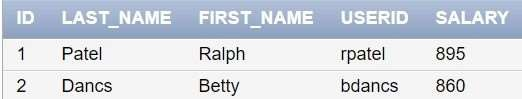 ID LAST_NAME FIRST_NAME USERID SALARY
1 Patel Ralph rpatel 895
2 Dancs Betty bdancs 860